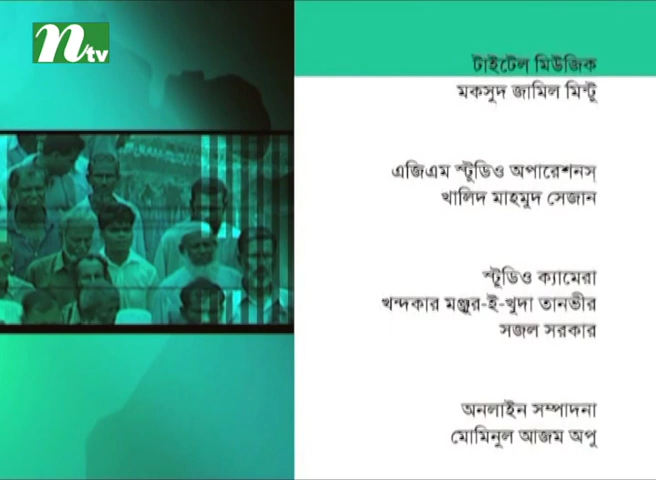 ntv
টাইটেল মিউজিক
মকসুদ জামিল মিন্টু
এজিএম স্টুডিও অপারেশনস্
খালিদ মাহমুদ সেজান
স্টুডিও ক্যামেরা
খন্দকার মঞ্জুর-ই-খুদা তানভীর
সজল সরকার
অনলাইন সম্পাদনা
মোমিনুল আজম অপু